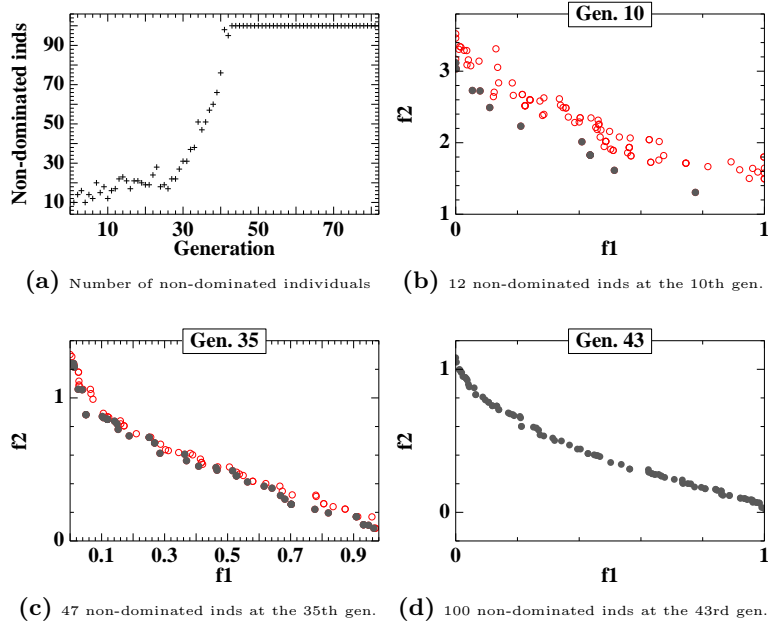 Non-dominated inds
90
70
50
30
10
10
30
50
70
Generation
(a) Number of non-dominated individuals
Gen. 10
f2
3
2
1
0
1
f1
(b) 12 non-dominated inds at the 10th gen.
Gen. 35
f2
1
0
0.1
0.3
0.5
0.7
0.9
f1
(c) 47 non-dominated inds at the 35th gen.
Gen. 43
f2
1
0
0
1
f1
(d) 100 non-dominated inds at the 43rd gen.